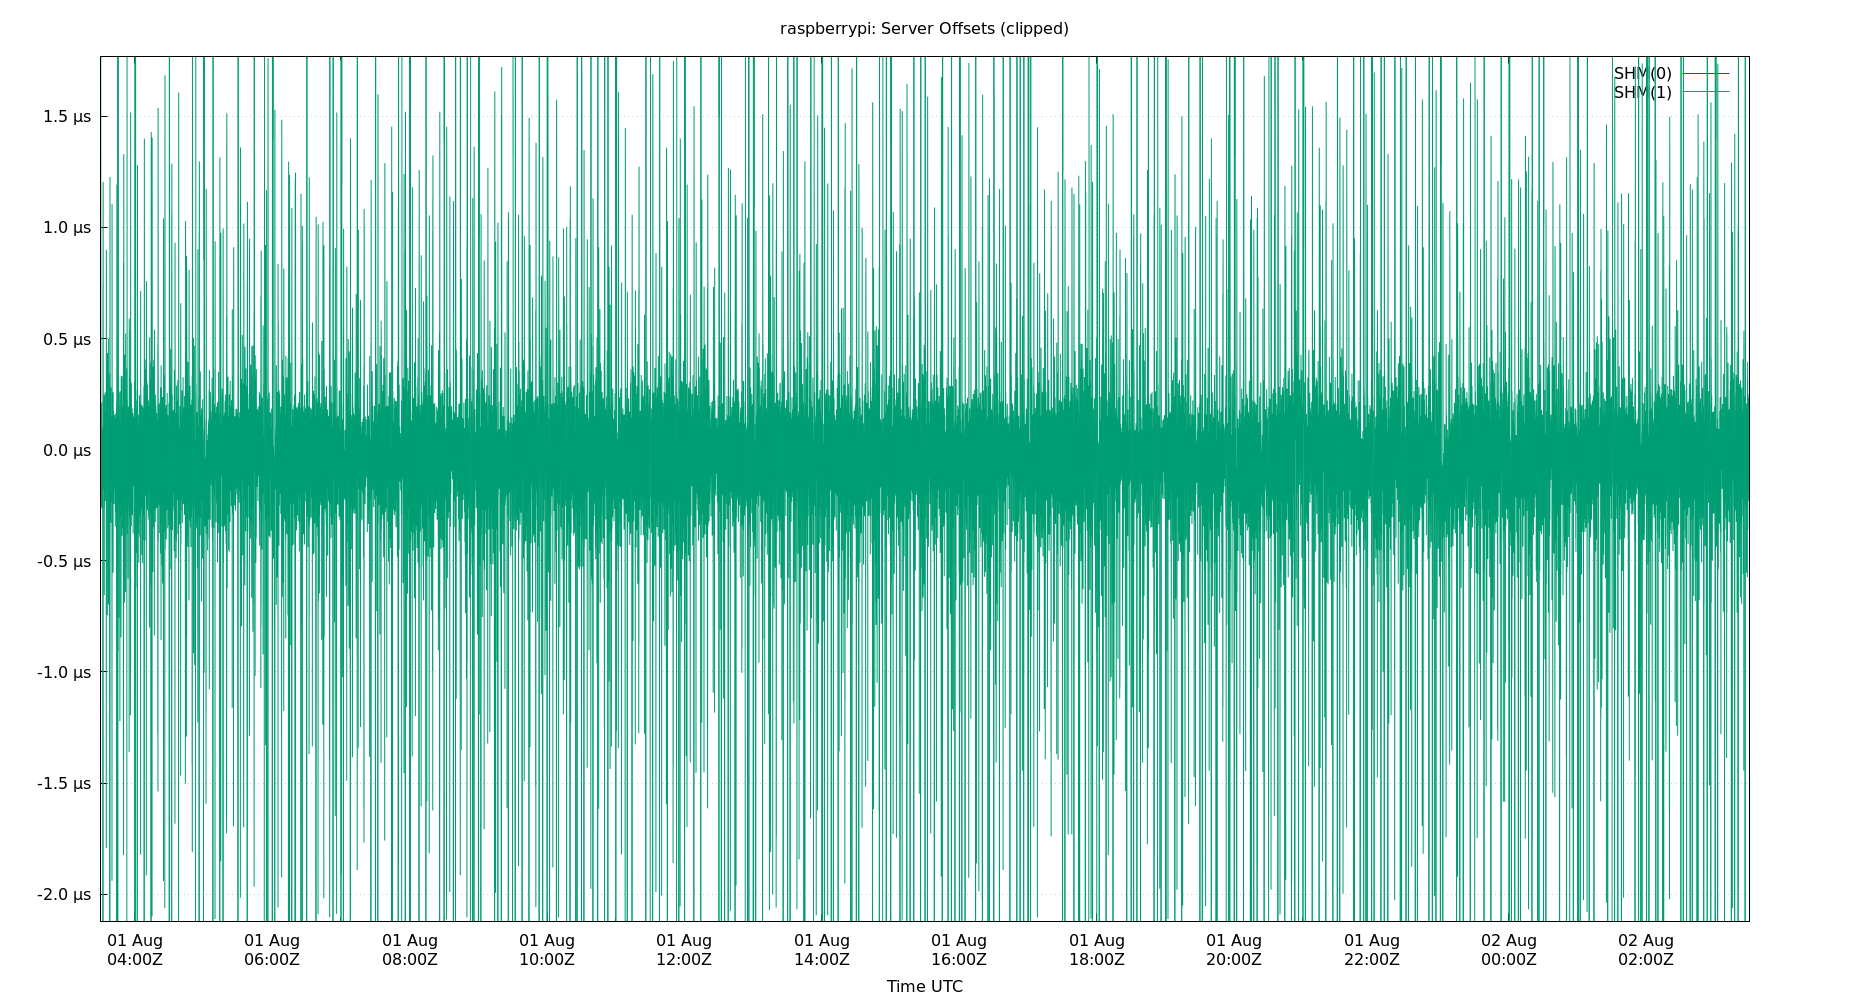 raspberrypi: Server Offsets (clipped)
SHM(0)
SHM(1)
1.5 µs
1.0 µs
0.5 µs
0.0 µs
-0.5 µs
-1.0 µs
-1.5 µs
-2.0 µs
01 Aug 01 Aug 01 Aug 01 Aug 01 Aug 01 Aug 01 Aug 01 Aug 01 Aug 01 Aug 02 Aug 02 Aug
04:00Z 06:00Z 08:00Z 10:00Z 12:00Z 14:00Z 16:00Z 18:00Z 20:00Z 22:00Z 00:00Z 02:00Z
Time UTC